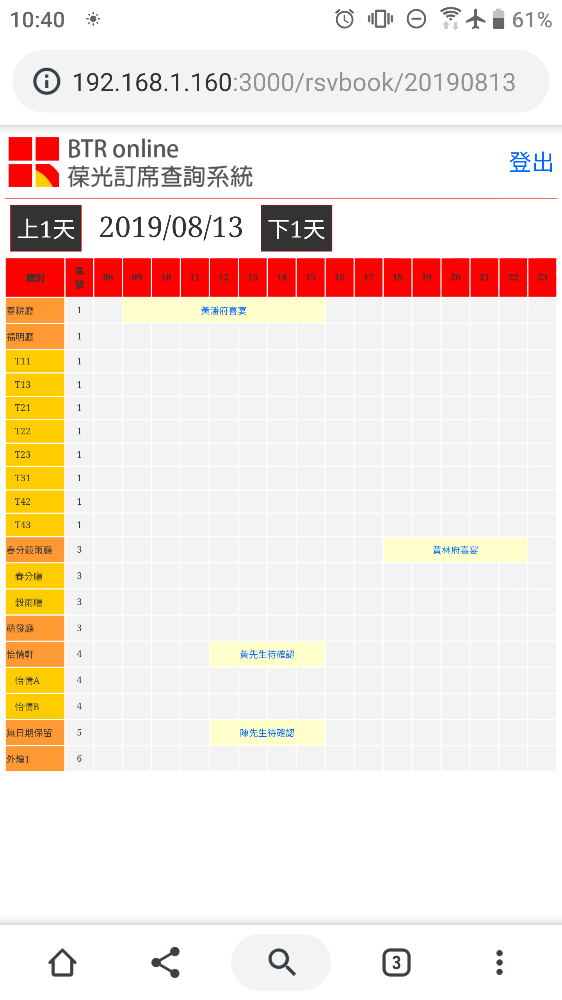 10:40
61%
192.168.1.160:3000/rsvbook/20190813
BTR online
葆光訂席查詢系統
登出
上1天 2019/08/13 下1天
廳別 區號 08 09 10 11 12 13 14 15 16 17 18 19 20 21 22 23
春耕廳 1 黃潘府喜宴
福明廳 1
T11 1
T13 1
T21 1
T22 1
T23 1
T31 1
T42 1
T43 1
春分穀雨廳 3 黃林府喜宴
春分廳 3
穀雨廳 3
萌發廳 3
怡情軒 4 黃先生待確認
怡情A 4
怡情B 4
無日期保留 5 陳先生待確認
外燴1 6
3